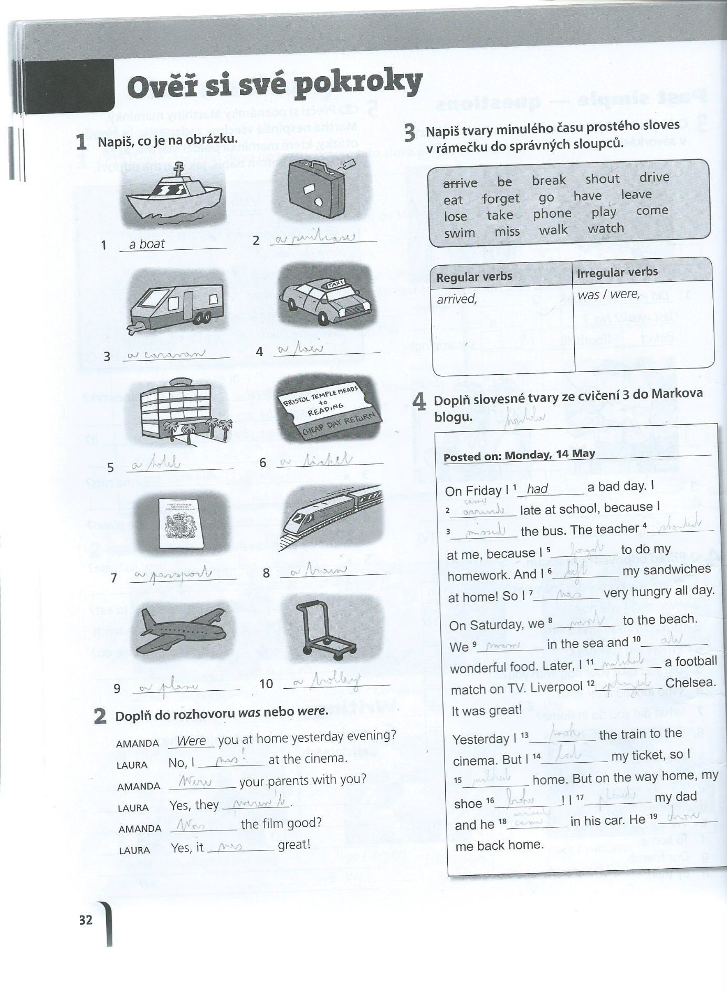 Ověř si své pokroky
1 Napiš, co je na obrázku.
1 a boat
2 a suitcase
TAXI
3 a caravan
4 a taxi
BRISTOL TEMPLE MEADS
to
READING
CHEAP DAY RETURN
5 a hotel
6 a ticket
7 a passport
8 a train
9 a plane
10 a trolley
2 Doplň do rozhovoru was nebo were.
AMANDA Were you at home yesterday evening?
LAURA No, I was at the cinema.
AMANDA Were your parents with you?
LAURA Yes, they weren't.
AMANDA Was the film good?
LAURA Yes, it was great!
32
3 Napiš tvary minulého času prostého sloves
v rámečku do správných sloupců.
arrive be break shout drive
eat forget go have leave
lose take phone play come
swim miss walk watch
Regular verbs Irregular verbs
arrived, was / were,
4 Doplň slovesné tvary ze cvičení 3 do Markova
blogu.
Posted on: Monday, 14 May
On Friday I 1 had a bad day. I
came
2 arrived late at school, because I
3 missed the bus. The teacher 4 shouted
at me, because I 5 forgot to do my
homework. And I 6 left my sandwiches
at home! So I 7 was very hungry all day.
On Saturday, we 8 went to the beach.
We 9 swam in the sea and 10 ate
wonderful food. Later, I 11 watched a football
match on TV. Liverpool 12 played Chelsea.
It was great!
Yesterday I 13 took the train to the
cinema. But I 14 lost my ticket, so I
15 walked home. But on the way home, my
shoe 16 broke ! I 17 phoned my dad
arrived
and he 18 came in his car. He 19 drove
me back home.